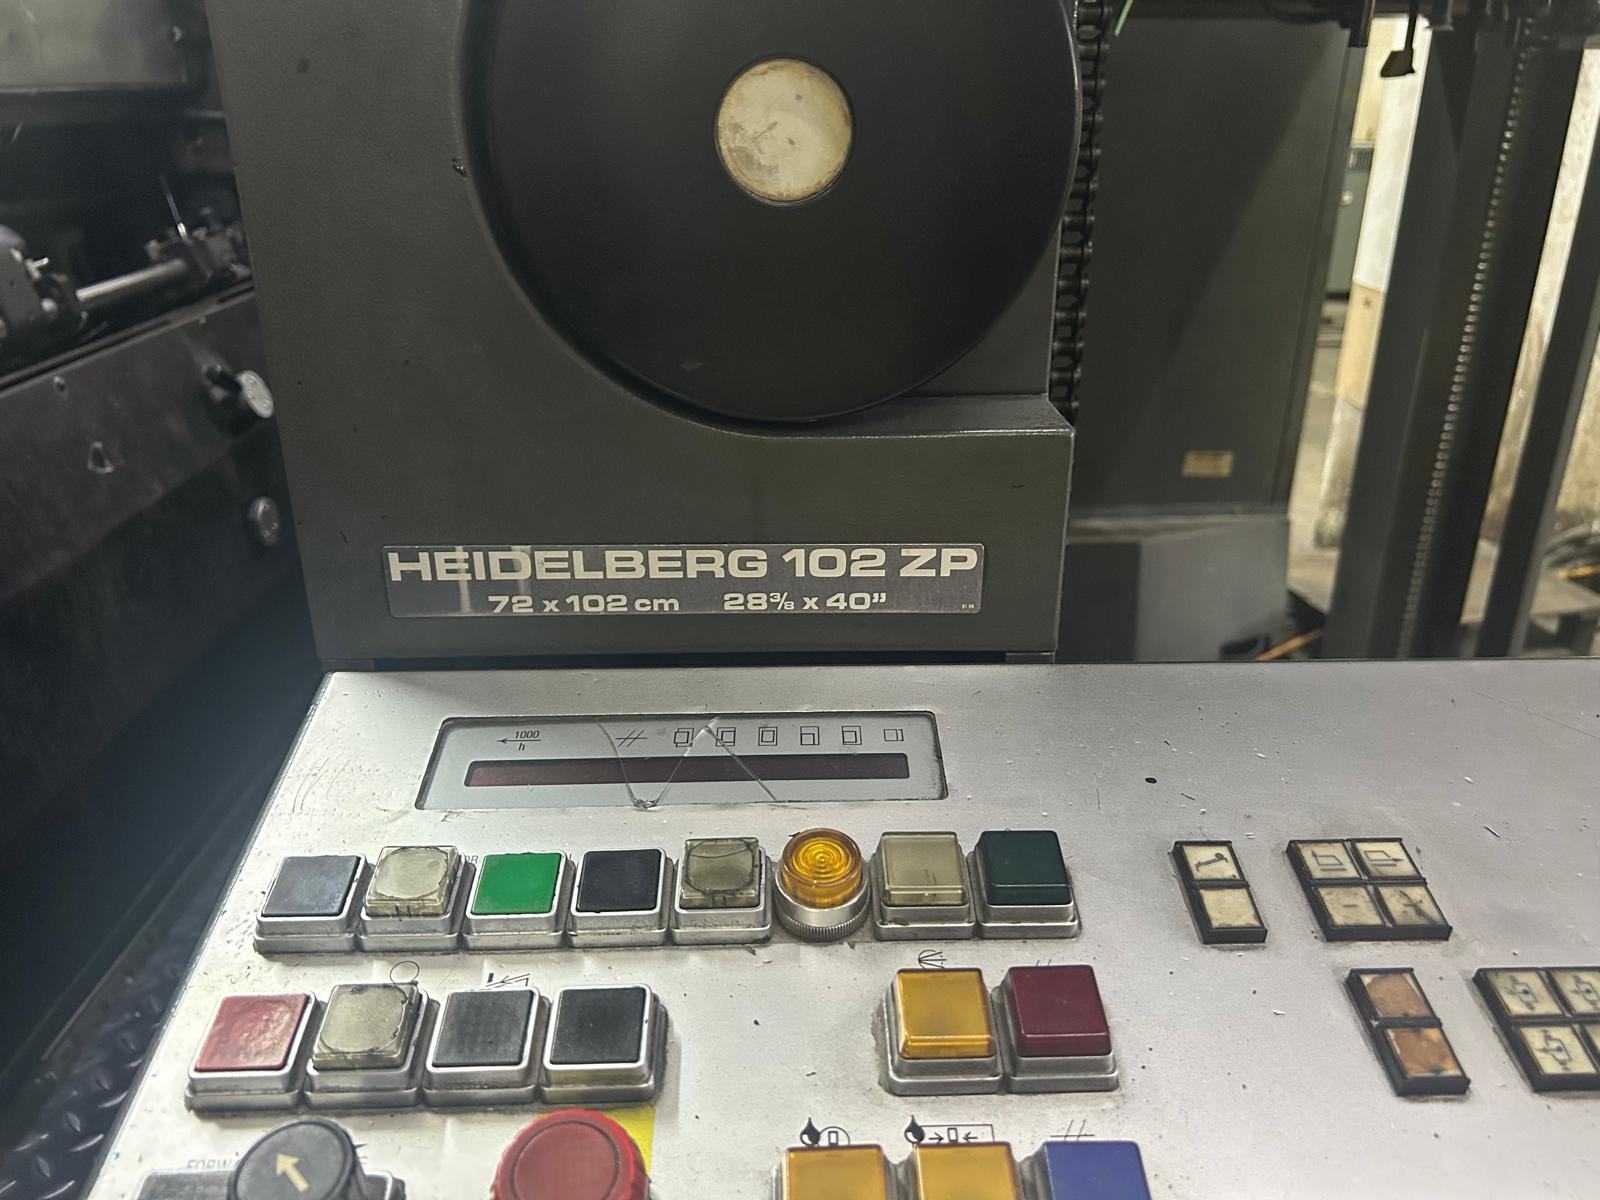 HEIDELBERG 102 ZP
72 x 102 cm 28⅜ x 40"
1000
h